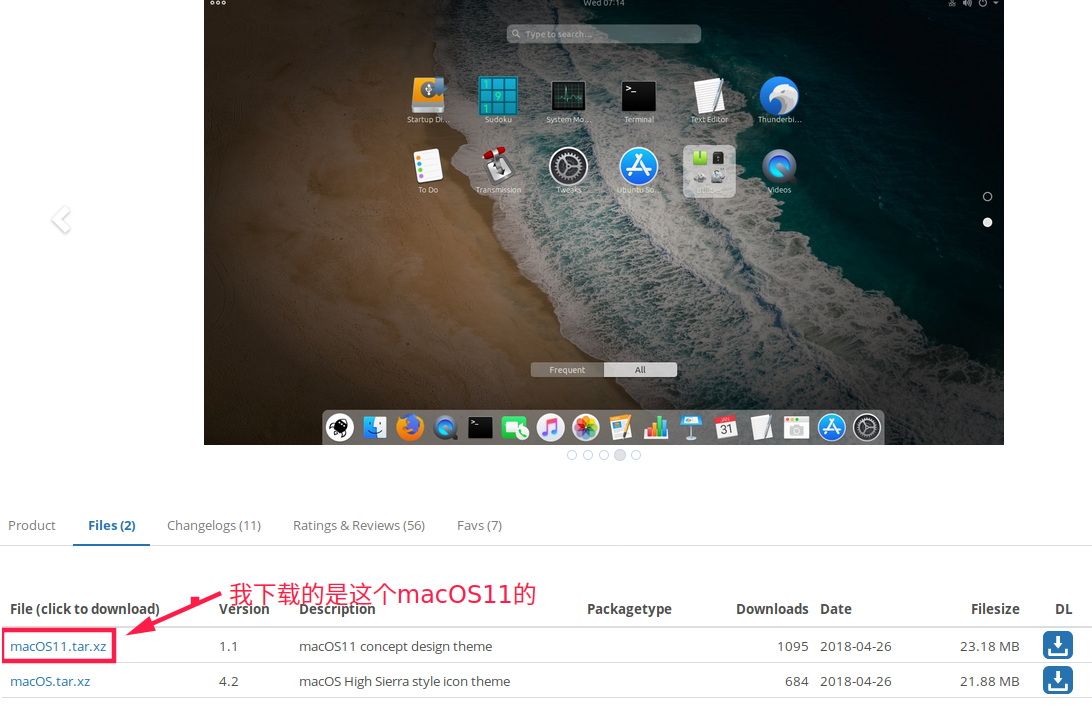 Wed 07:14
Type to search...
Startup Di...
Sudoku
System Mo...
Terminal
Text Editor
Thunderbi...
To Do
Transmission
Tweaks
Ubuntu So...
Videos
Frequent
All
31
Product
Files (2)
Changelogs (11)
Ratings & Reviews (56)
Favs (7)
我下载的是这个macOS11的
File (click to download) Version Description Packagetype Downloads Date Filesize DL
macOS11.tar.xz 1.1 macOS11 concept design theme 1095 2018-04-26 23.18 MB
macOS.tar.xz 4.2 macOS High Sierra style icon theme 684 2018-04-26 21.88 MB